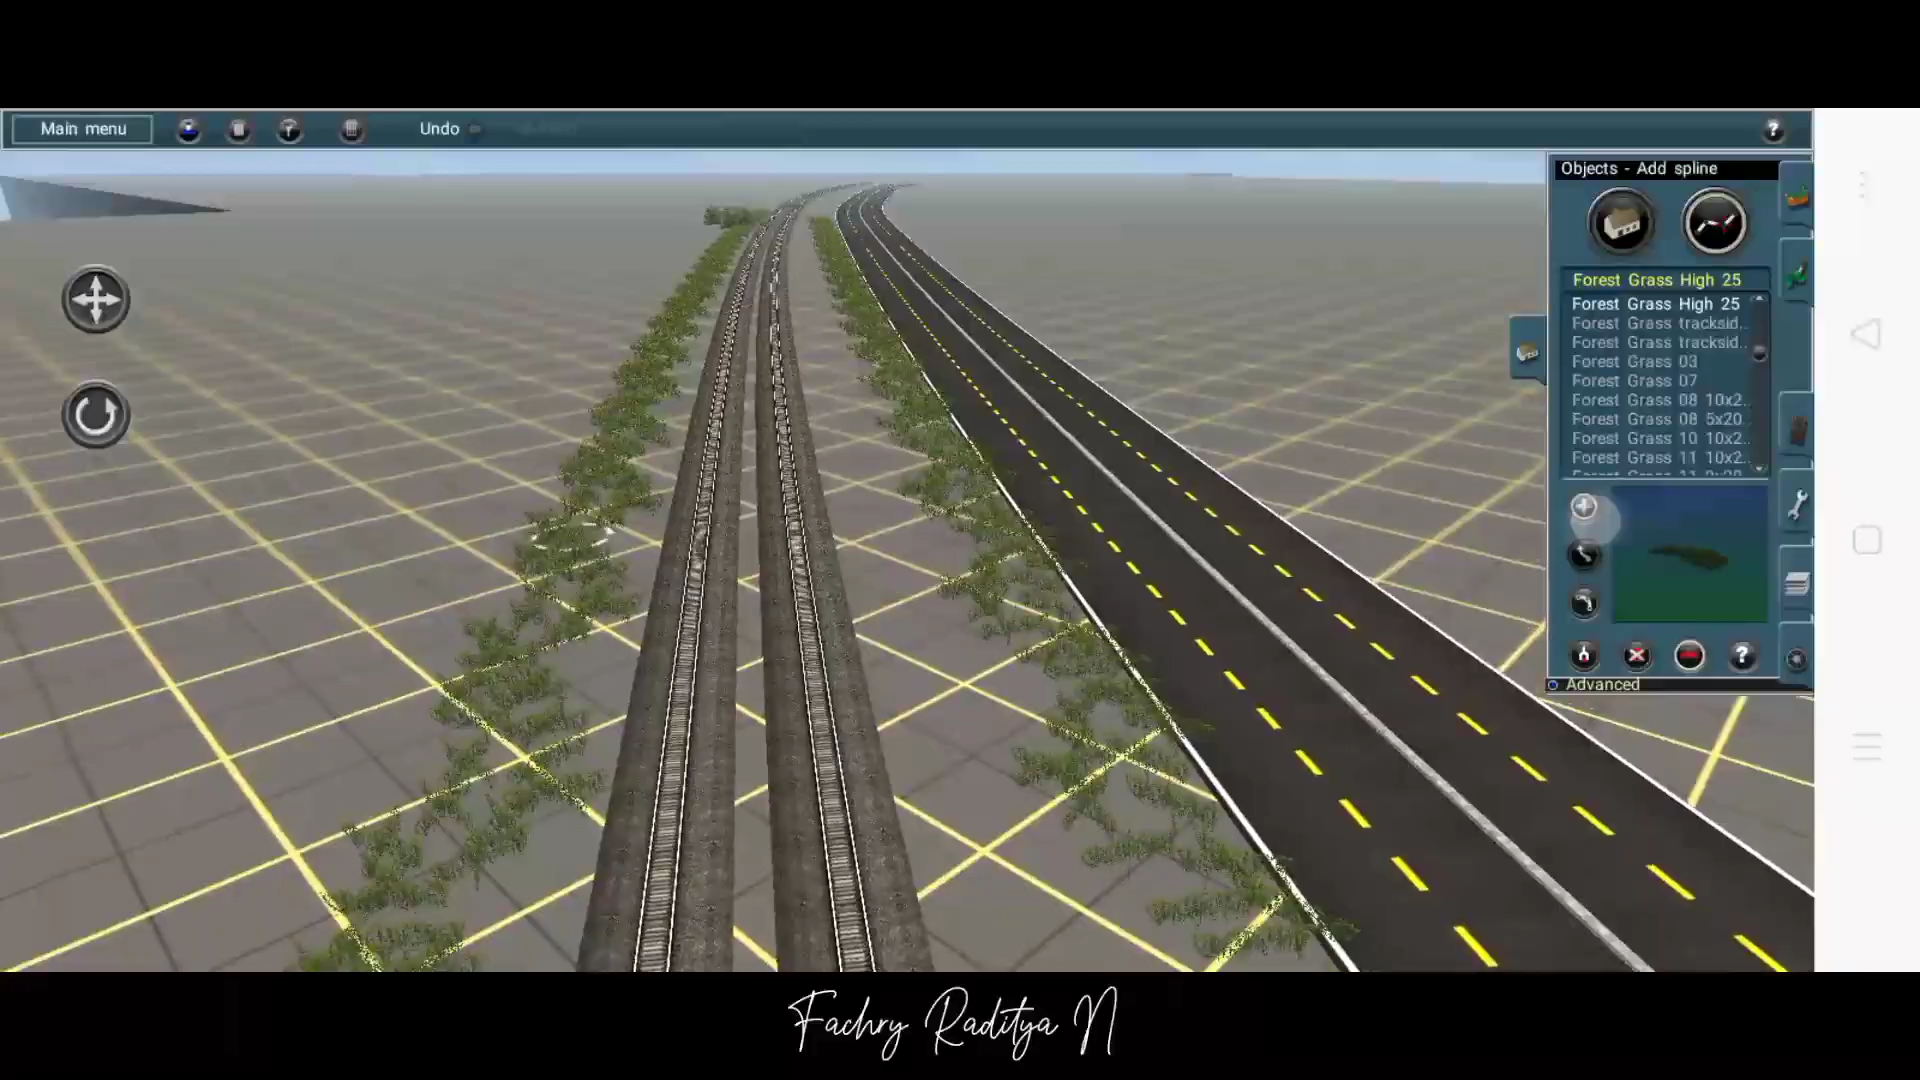 Main menu
Undo
?
Objects - Add spline
Forest Grass High 25
Forest Grass High 25
Forest Grass tracksid..
Forest Grass tracksid..
Forest Grass 03
Forest Grass 07
Forest Grass 08 10x2..
Forest Grass 08 5x20
Forest Grass 10 10x2..
Forest Grass 11 10x2..
?
Advanced
Fachry Raditya N